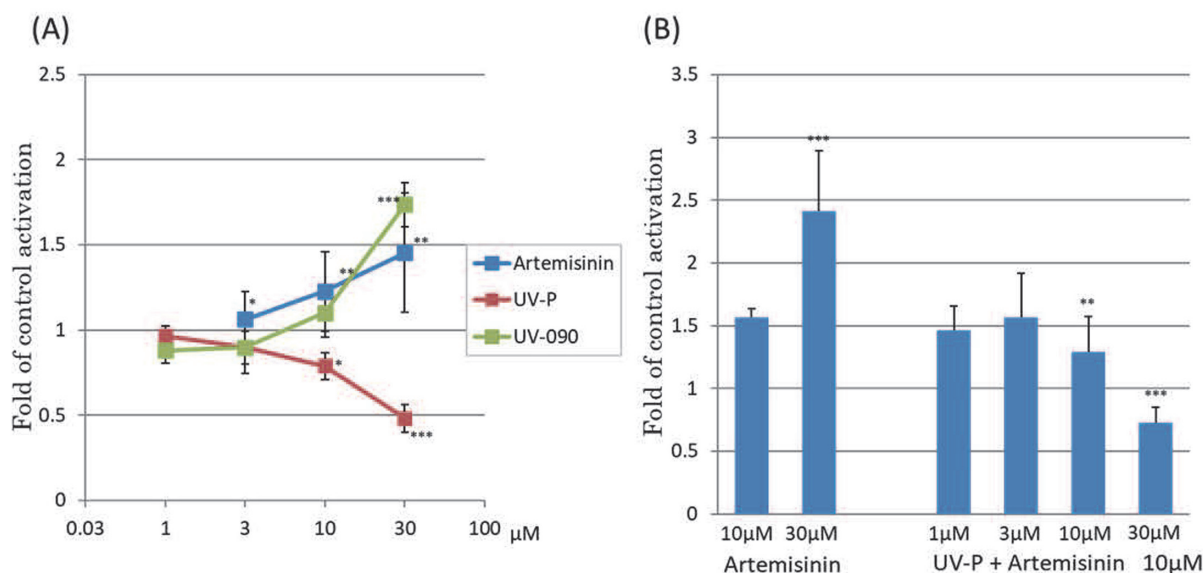 (A)
Fold of control activation
2.5
2
1.5
1
0.5
0
0.03 1 3 10 30 100 μM
***
**
**
*
*
***
Artemisinin
UV-P
UV-090
(B)
Fold of control activation
3.5
3
2.5
2
1.5
1
0.5
0
***
**
***
10μM 30μM 1μM 3μM 10μM 30μM
Artemisinin UV-P + Artemisinin 10μM